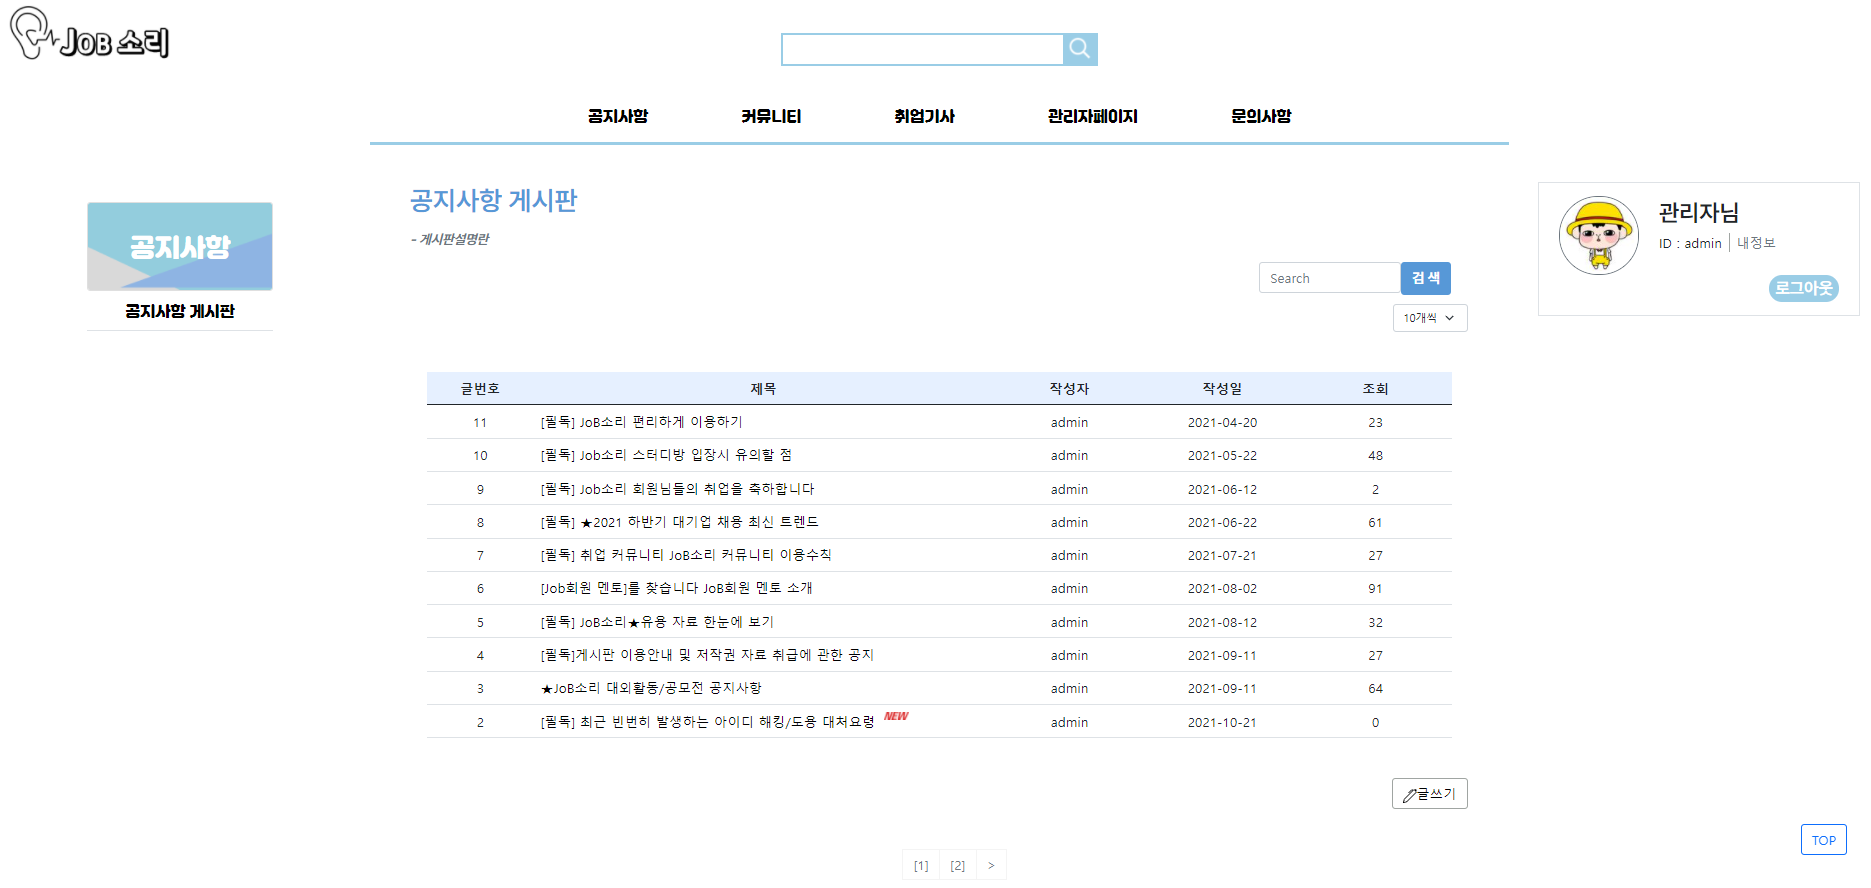 JOB 소리
공지사항 커뮤니티 취업기사 관리자페이지 문의사항
공지사항
공지사항 게시판
공지사항 게시판
- 게시판설명란
Search 검 색
10개씩
관리자님
ID : admin 내정보
로그아웃
글번호 제목 작성자 작성일 조회
11 [필독] JoB소리 편리하게 이용하기 admin 2021-04-20 23
10 [필독] Job소리 스터디방 입장시 유의할 점 admin 2021-05-22 48
9 [필독] Job소리 회원님들의 취업을 축하합니다 admin 2021-06-12 2
8 [필독] ★2021 하반기 대기업 채용 최신 트렌드 admin 2021-06-22 61
7 [필독] 취업 커뮤니티 JoB소리 커뮤니티 이용수칙 admin 2021-07-21 27
6 [Job회원 멘토]를 찾습니다 JoB회원 멘토 소개 admin 2021-08-02 91
5 [필독] JoB소리★유용 자료 한눈에 보기 admin 2021-08-12 32
4 [필독]게시판 이용안내 및 저작권 자료 취급에 관한 공지 admin 2021-09-11 27
3 ★JoB소리 대외활동/공모전 공지사항 admin 2021-09-11 64
2 [필독] 최근 빈번히 발생하는 아이디 해킹/도용 대처요령 NEW admin 2021-10-21 0
글쓰기
TOP
[1] [2] >